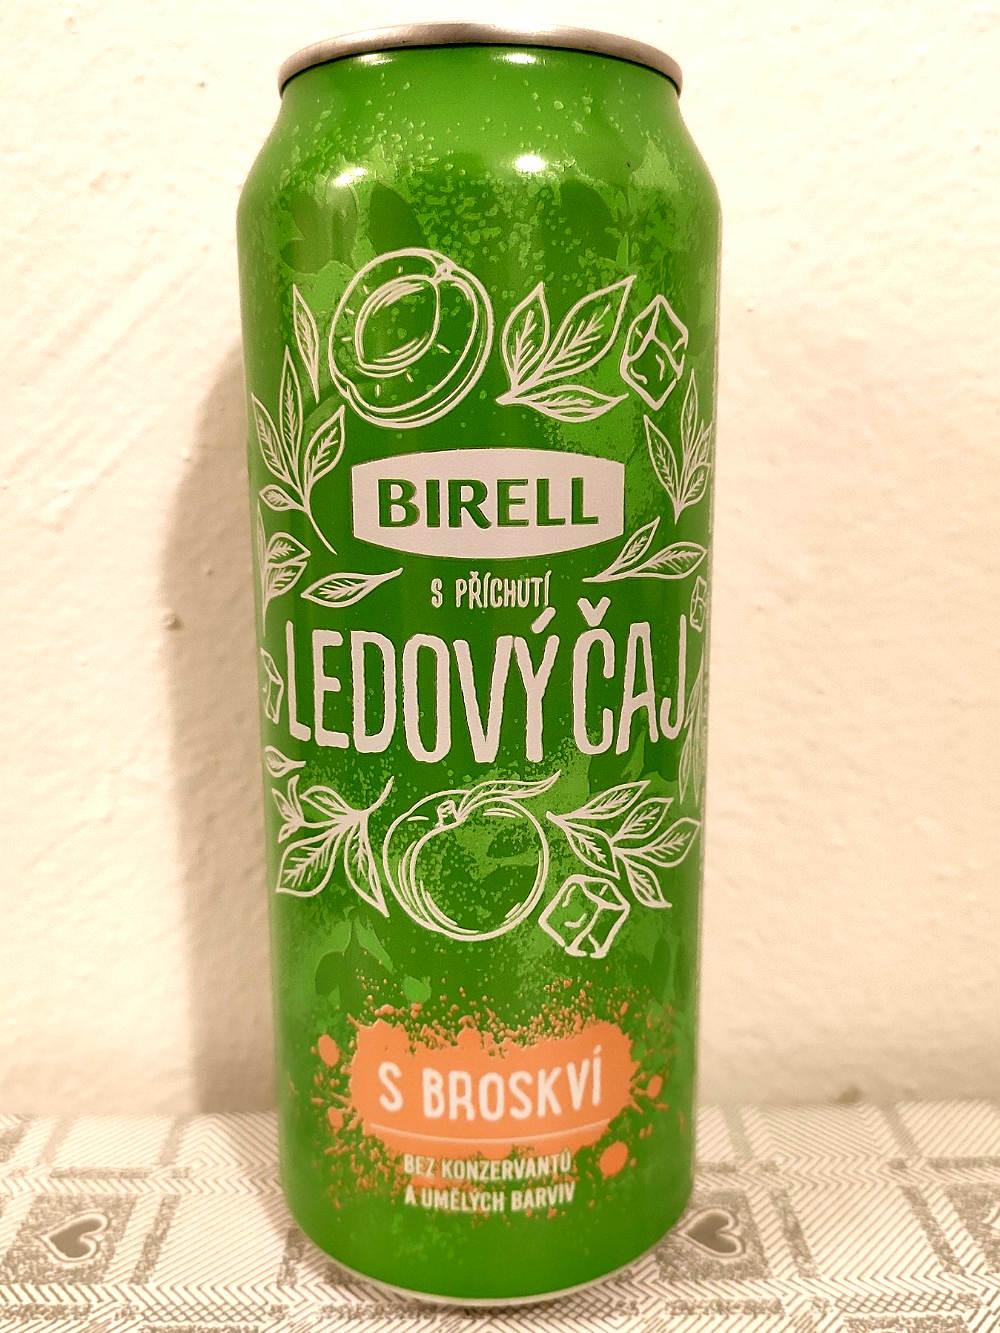 BIRELL
S PŘÍCHUTÍ
LEDOVÝ ČAJ
S BROSKVÍ
BEZ KONZERVANTŮ
A UMĚLÝCH BARVIV